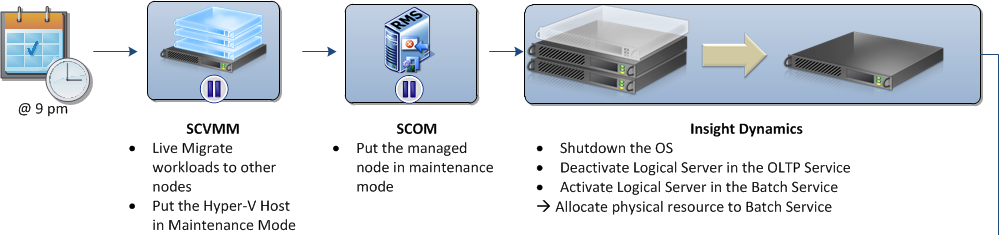 RMS
@ 9 pm
SCVMM
• Live Migrate
workloads to other
nodes
• Put the Hyper-V Host
in Maintenance Mode
SCOM
• Put the managed
node in maintenance
mode
Insight Dynamics
• Shutdown the OS
• Deactivate Logical Server in the OLTP Service
• Activate Logical Server in the Batch Service
→ Allocate physical resource to Batch Service